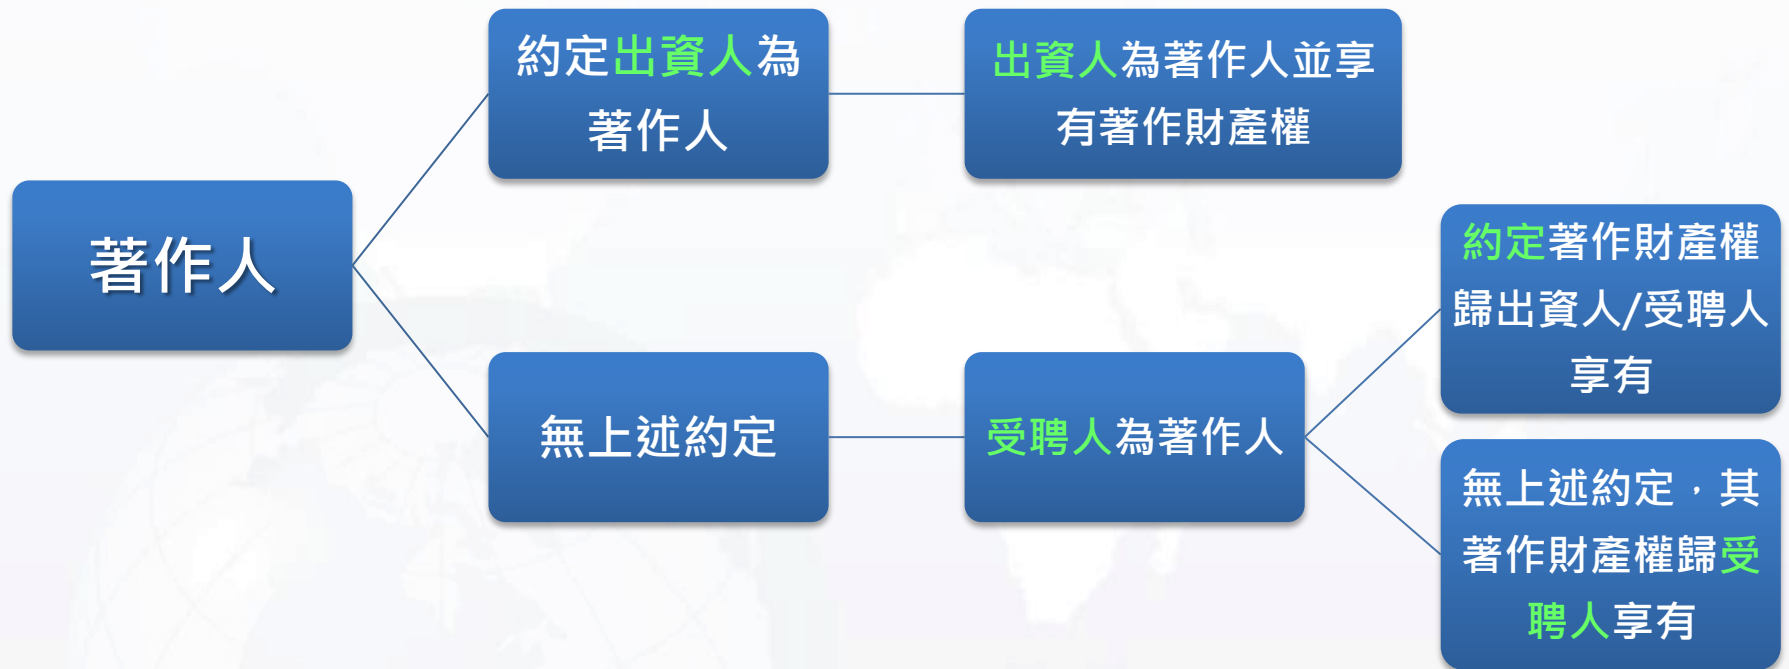 約定出資人為
著作人
出資人為著作人並享
有著作財產權
著作人
約定著作財產權
歸出資人/受聘人
享有
無上述約定
受聘人為著作人
無上述約定，其
著作財產權歸受
聘人享有